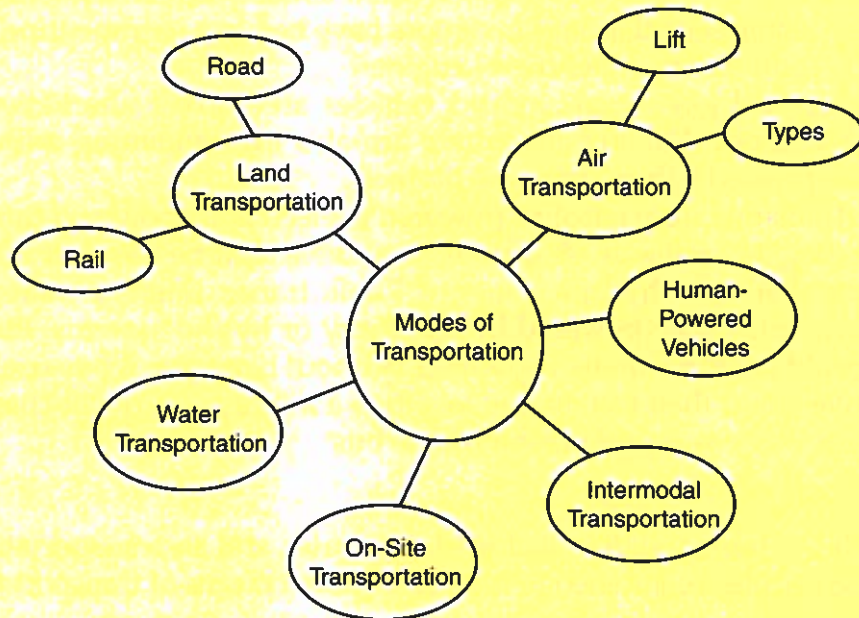 Lift
Road
Types
Air
Transportation
Land
Transportation
Rail
Human-
Powered
Vehicles
Modes of
Transportation
Water
Transportation
Intermodal
Transportation
On-Site
Transportation